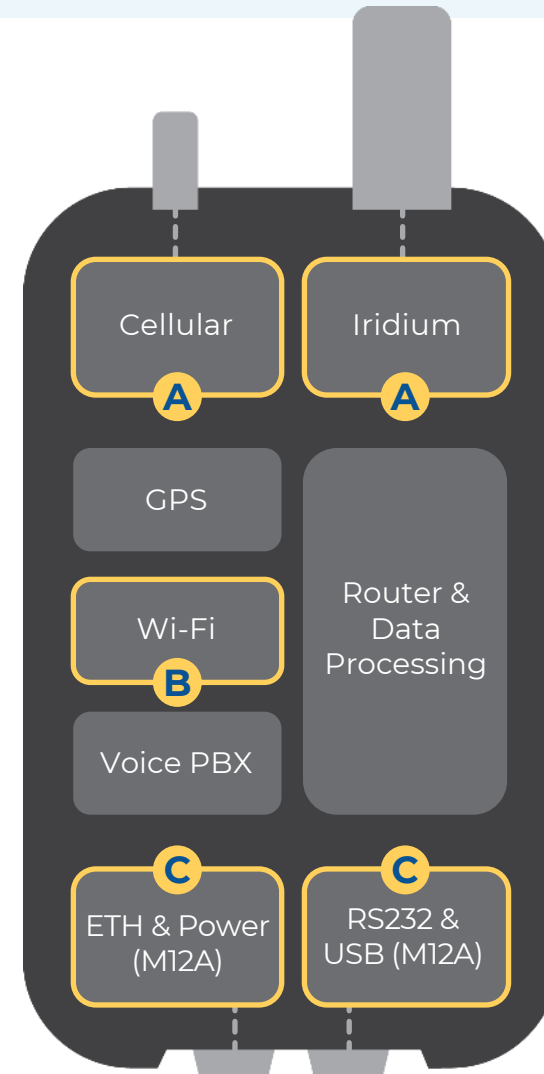 Cellular
A
Iridium
A
GPS
Wi-Fi
B
Router &
Data
Processing
Voice PBX
C
ETH & Power
(M12A)
C
RS232 &
USB (M12A)